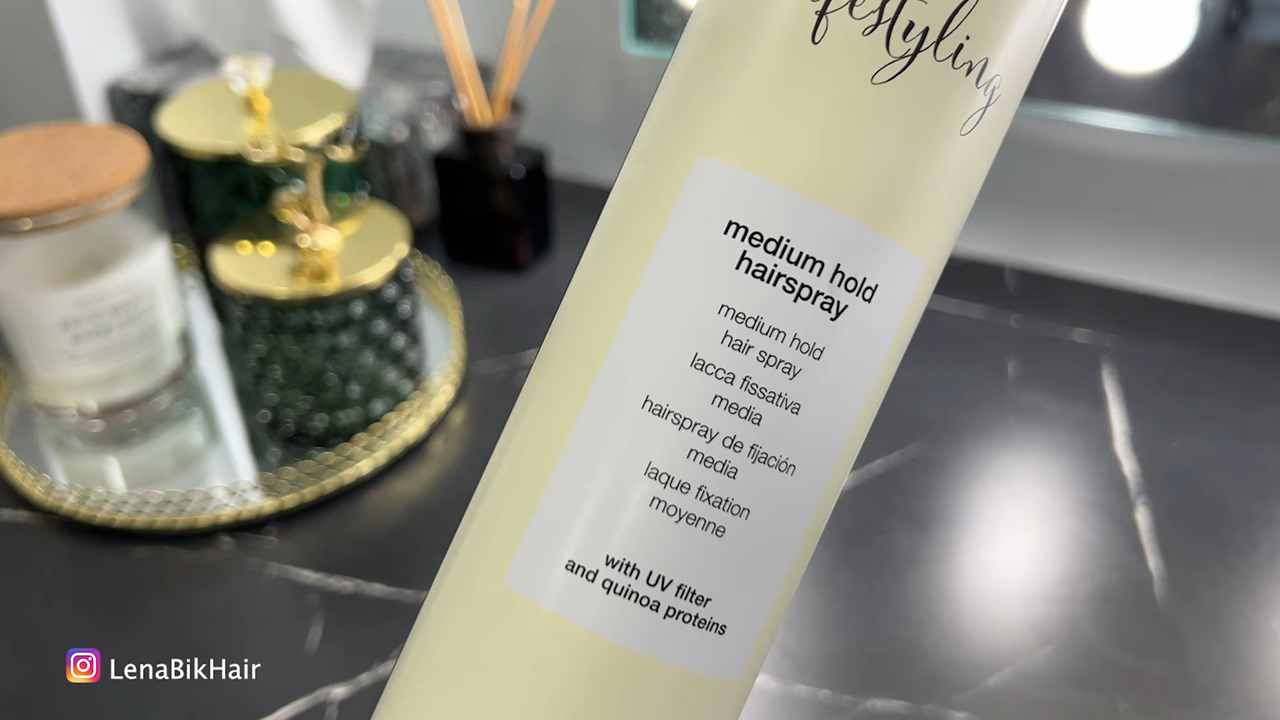 festyling
medium hold
hairspray
medium hold
hair spray
lacca fissativa
media
hairspray de fijación
media
laque fixation
moyenne
with UV filter
and quinoa proteins
LenaBikHair